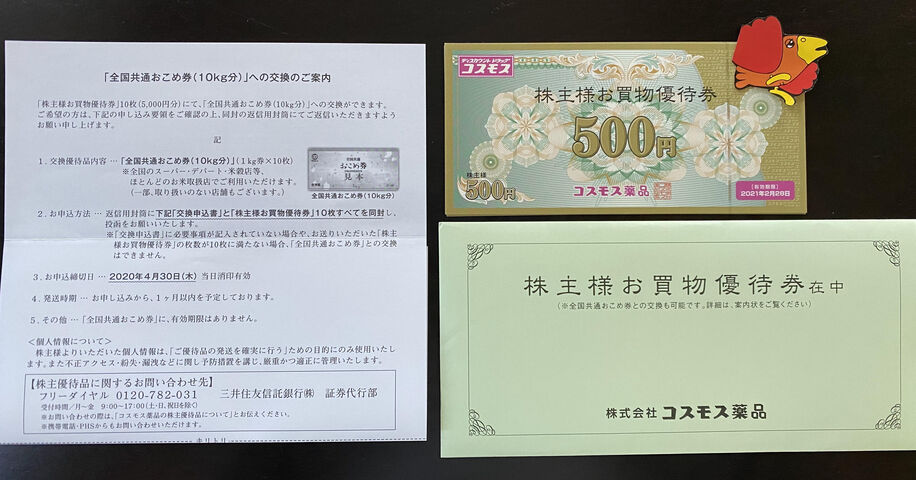 「全国共通おこめ券(10kg分)」への交換のご案内
「株主様お買物優待券」10枚(5,000円分)にて、「全国共通おこめ券(10kg分)」への交換ができます。
ご希望の方は、下記の申し込み要領をご確認の上、同封の返信用封筒にてご返信いただきますよう
お願い申し上げます。
記
1.交換優待品内容…「全国共通おこめ券(10kg分)」(1kg券×10枚)
※全国のスーパー・デパート・米穀店等、
ほとんどのお米取扱店でご利用いただけます。
(一部、取り扱いのない店舗もございます。)
全国共通
おこめ券
見本
全国共通おこめ券(10kg分)
2.お申込方法…返信用封筒に下記「交換申込書」と「株主様お買物優待券」10枚すべてを同封し、
投函をお願いいたします。
※「交換申込書」に必要事項が記入されていない場合や、お送りいただいた「株主
様お買物優待券」の枚数が10枚に満たない場合、「全国共通おこめ券」との交換
はできません。
3.お申込締切日…2020年4月30日(木)当日消印有効
4.発送時期…お申し込みから、1ヶ月以内を予定しております。
5.その他…「全国共通おこめ券」に、有効期限はありません。
<個人情報について>
株主様よりいただいた個人情報は、「ご優待品の発送を確実に行う」ための目的にのみ使用いたし
ます。また不正アクセス・紛失・漏洩などに関し予防措置を講じ、厳重かつ適正に管理いたします。
【株主優待品に関するお問い合わせ先】
フリーダイヤル 0120-782-031 三井住友信託銀行㈱ 証券代行部
受付時間/月~金 9:00~17:00(土・日、祝日を除く)
※お問い合わせの際は、「コスモス薬品の株主優待品について」とお伝えください。
※携帯電話・PHSからもお問い合わせいただけます。
キリトリ
ディスカウントドラッグ
コスモス
株主様お買物優待券
500円
株主様
500円
コスモス薬品
[有効期限]
2021年2月28日
株主様お買物優待券在中
(※全国共通おこめ券との交換も可能です。詳細は、案内状をご覧ください)
株式会社 コスモス薬品